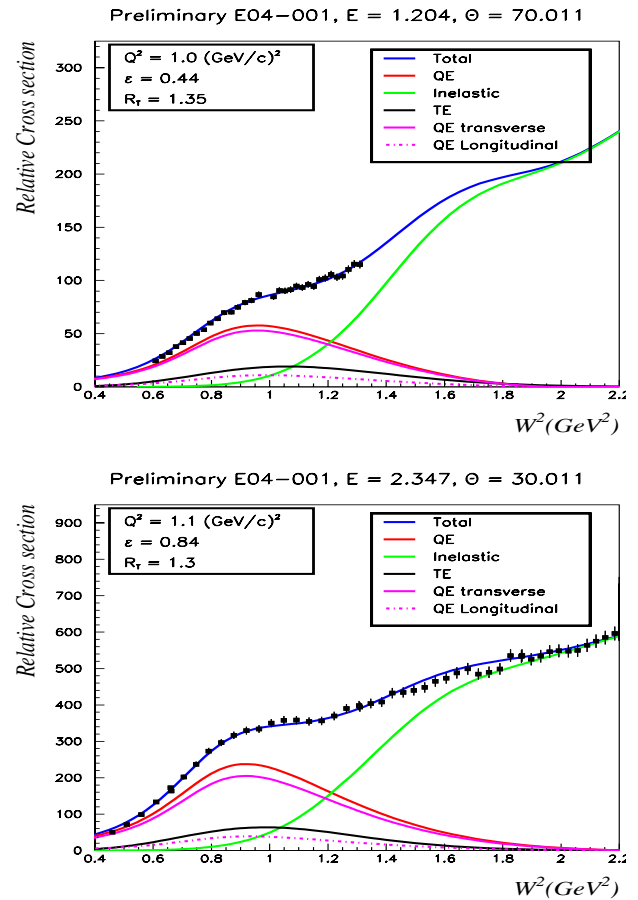 Preliminary E04-001, E = 1.204, Θ = 70.011
Relative Cross section
Q² = 1.0 (GeV/c)²
ε = 0.44
R_T = 1.35
Total
QE
Inelastic
TE
QE transverse
QE Longitudinal
300
250
200
150
100
50
0
0.4 0.6 0.8 1 1.2 1.4 1.6 1.8 2 2.2
W²(GeV²)
Preliminary E04-001, E = 2.347, Θ = 30.011
Relative Cross section
Q² = 1.1 (GeV/c)²
ε = 0.84
R_T = 1.3
Total
QE
Inelastic
TE
QE transverse
QE Longitudinal
900
800
700
600
500
400
300
200
100
0
0.4 0.6 0.8 1 1.2 1.4 1.6 1.8 2 2.2
W²(GeV²)